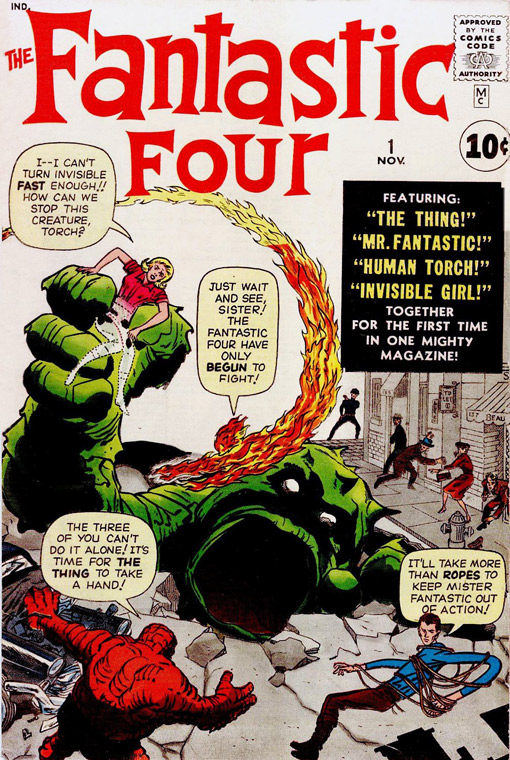 IND.
THE
Fantastic
FOUR
APPROVED
BY THE
COMICS
CODE
CA
AUTHORITY
M
C
1
NOV.
10¢
I--I CAN'T
TURN INVISIBLE
FAST ENOUGH!!
HOW CAN WE
STOP THIS
CREATURE,
TORCH?
FEATURING:
"THE THING!"
"MR. FANTASTIC!"
"HUMAN TORCH!"
"INVISIBLE GIRL!"
TOGETHER
FOR THE FIRST TIME
IN ONE MIGHTY
MAGAZINE!
JUST WAIT
AND SEE,
SISTER!
THE
FANTASTIC
FOUR HAVE
ONLY
BEGUN TO
FIGHT!
BEAU
THE THREE OF
OF YOU CAN'T
DO IT ALONE! IT'S
TIME FOR THE
THING TO TAKE
A HAND!
IT'LL TAKE MORE
THAN ROPES TO
KEEP MISTER
FANTASTIC OUT
OF ACTION!